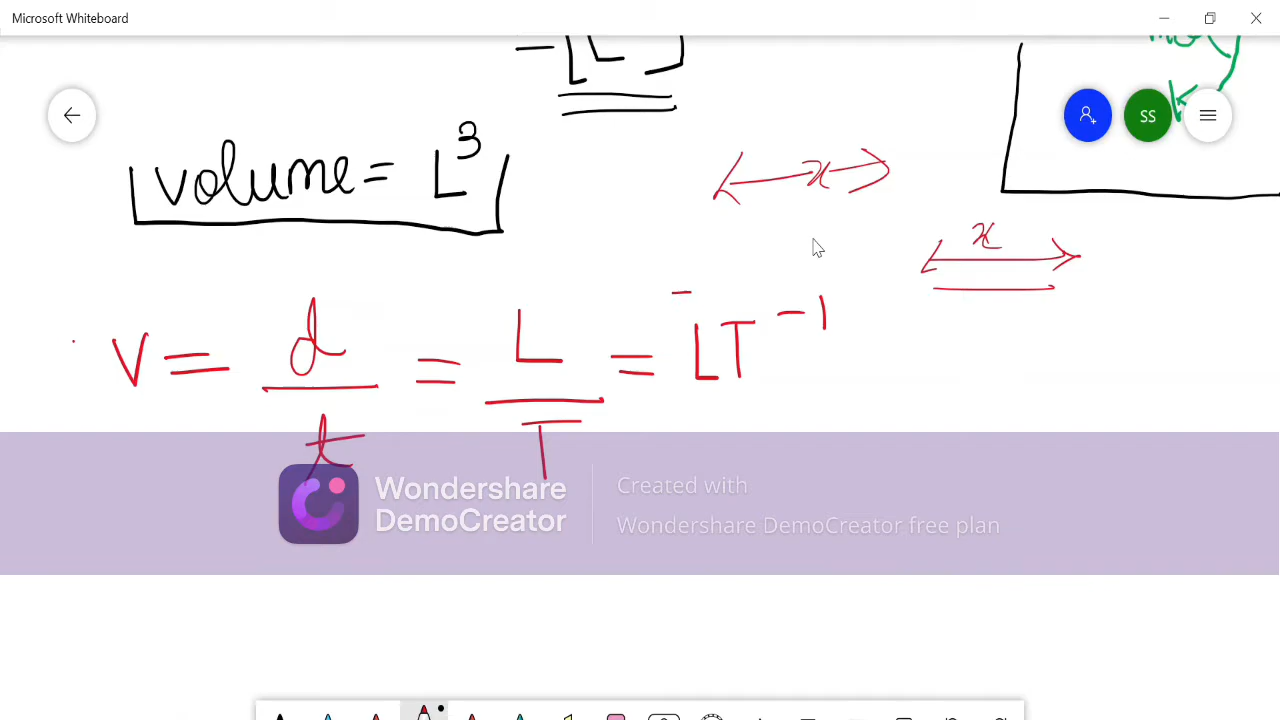 Microsoft Whiteboard
SS
volume = L³
x
x
V = d/t = L/T = LT⁻¹
Wondershare
DemoCreator
Created with
Wondershare DemoCreator free plan